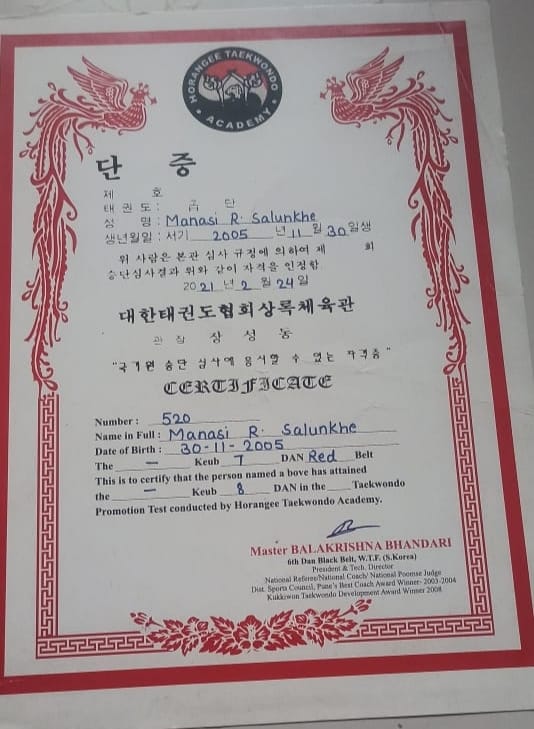 HORANGEE TAEKWONDO ACADEMY
단 증
제 호
태권도 : 급 단
성 명 : Manasi R. Salunkhe
생년월일 : 서기 2005 년 11 월 30 일생
위 사람은 본관 심사 규정에 의하여 제 회
승단심사결과 위와 같이 자격을 인정함
2021 년 2 월 24 일
대한태권도협회상록체육관
관 장 장 성 동
"국기원 승단 심사에 응시할 수 있는 자격증"
CERTIFICATE
Number : 520
Name in Full : Manasi R. Salunkhe
Date of Birth : 30-11-2005
The - Keub 7 DAN Red Belt
This is to certify that the person named a bove has attained
the - Keub 8 DAN in the Taekwondo
Promotion Test conducted by Horangee Taekwondo Academy.
Master BALAKRISHNA BHANDARI
6th Dan Black Belt, W.T.F. (S.Korea)
President & Tech. Director
National Referee/National Coach/ National Poomse Judge
Dist. Sports Council, Pune's Best Coach Award Winner- 2003-2004
Kukkiwon Taekwondo Development Award Winner 2008